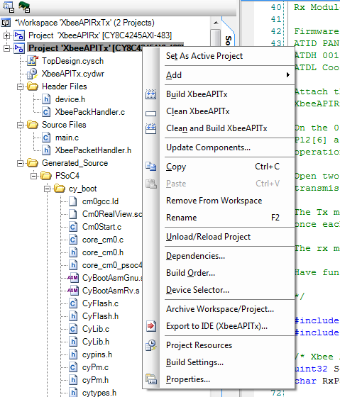 Workspace 'XbeeAPIRxTx' (2 Projects)
Project 'XbeeAPIRx' [CY8C4245AXI-483]
Project 'XbeeAPITx' [CY8C4245AXI-483]
TopDesign.cysch
XbeeAPITx.cydwr
Header Files
device.h
XbeePackHandler.c
Source Files
main.c
XbeePacketHandler.c
Generated_Source
PSoC4
cy_boot
cm0gcc.ld
Cm0RealView.sc
Cm0Start.c
core_cm0.h
core_cm0_psoc4
CyBootAsmGnu.
CyBootAsmRv.s
CyFlash.c
CyFlash.h
CyLib.c
CyLib.h
cypins.h
cyPm.c
cyPm.h
cytypes.h
Set As Active Project
Add
Build XbeeAPITx
Clean XbeeAPITx
Clean and Build XbeeAPITx
Update Components...
Copy Ctrl+C
Paste Ctrl+V
Remove From Workspace
Rename F2
Unload/Reload Project
Dependencies...
Build Order...
Device Selector...
Archive Workspace/Project...
Export to IDE (XbeeAPITx)...
Project Resources
Build Settings...
Properties...
40 Rx Modul
41
Firmware
ATID PAN
ATDH 001
ATDL Coo
Attach t
XbeeAPIR
On the 0
P12[6] a
operatio
Open two
transmis
The Tx m
once eac
The rx m
Have fun
*/
#include
#include
/* Xbee
uint32 S
72 char RxP